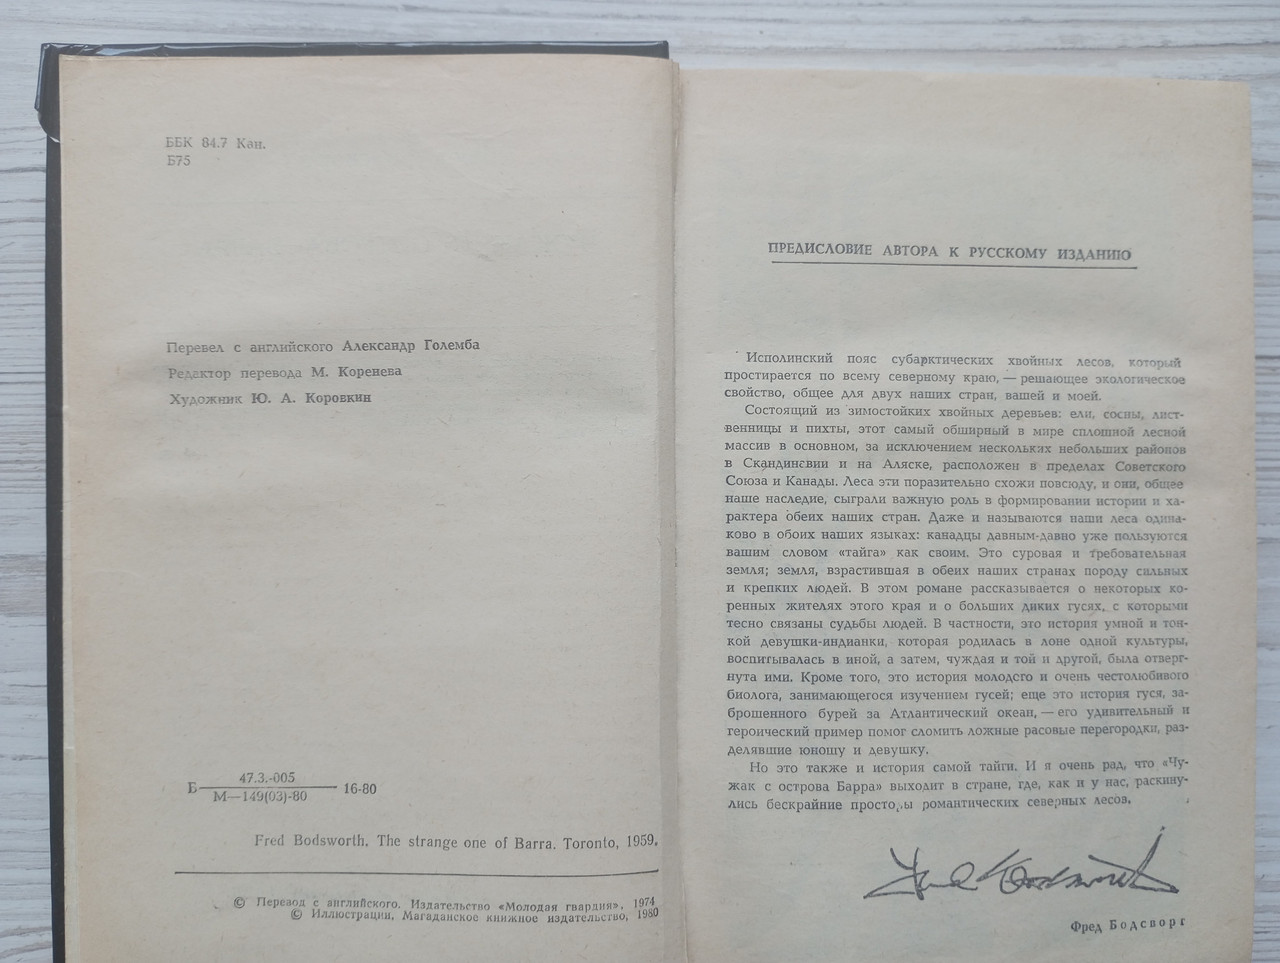 ББК 84.7 Кан.
Б75
Перевел с английского Александр Големба
Редактор перевода М. Коренева
Художник Ю. А. Коровкин
47.3.-005
Б
М—149(03)-80
16-80
Fred Bodsworth. The strange one of Barra. Toronto, 1959.
© Перевод с английского. Издательство «Молодая гвардия», 1974
© Иллюстрации, Магаданское книжное издательство, 1980
ПРЕДИСЛОВИЕ АВТОРА К РУССКОМУ ИЗДАНИЮ
Исполинский пояс субарктических хвойных лесов, который
простирается по всему северному краю, — решающее экологическое
свойство, общее для двух наших стран, вашей и моей.
Состоящий из зимостойких хвойных деревьев: ели, сосны, лист-
венницы и пихты, этот самый обширный в мире сплошной лесной
массив в основном, за исключением нескольких небольших районов
в Скандинавии и на Аляске, расположен в пределах Советского
Союза и Канады. Леса эти поразительно схожи повсюду, и они, общее
наше наследие, сыграли важную роль в формировании истории и ха-
рактера обеих наших стран. Даже и называются наши леса одина-
ково в обоих наших языках: канадцы давным-давно уже пользуются
вашим словом «тайга» как своим. Это суровая и требовательная
земля; земля, взрастившая в обеих наших странах породу сильных
и крепких людей. В этом романе рассказывается о некоторых ко-
ренных жителях этого края и о больших диких гусях, с которыми
тесно связаны судьбы людей. В частности, это история умной и тон-
кой девушки-индианки, которая родилась в лоне одной культуры,
воспитывалась в иной, а затем, чуждая и той и другой, была отверг-
нута ими. Кроме того, это история молодого и очень честолюбивого
биолога, занимающегося изучением гусей; еще это история гуся, за-
брошенного бурей за Атлантический океан, — его удивительный и
героический пример помог сломить ложные расовые перегородки, раз-
делявшие юношу и девушку.
Но это также и история самой тайги. И я очень рад, что «Чу-
жак с острова Барра» выходит в стране, где, как и у нас, раскину-
лись бескрайние просторы романтических северных лесов.
Fred Bodsworth
Фред Бодсворт